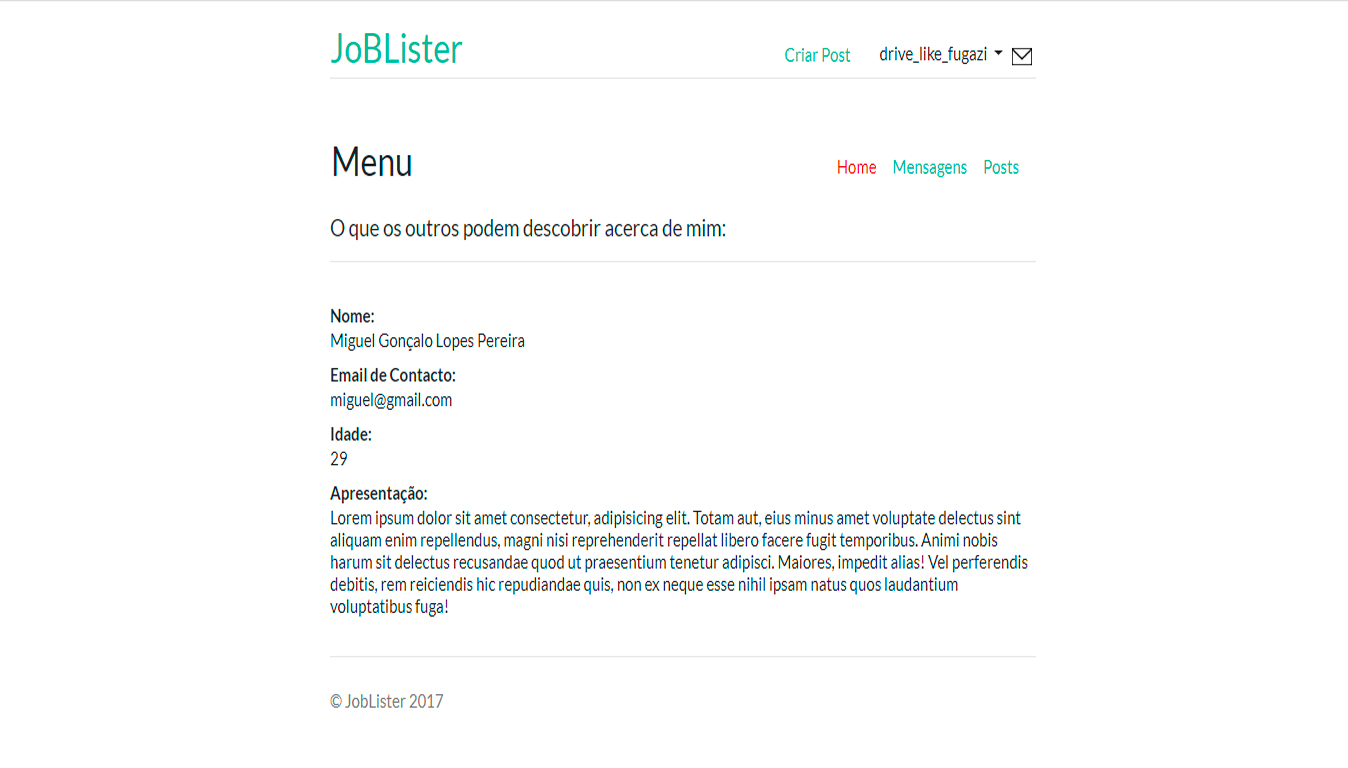 JoBLister
Criar Post
drive_like_fugazi
Menu
Home Mensagens Posts
O que os outros podem descobrir acerca de mim:
Nome:
Miguel Gonçalo Lopes Pereira
Email de Contacto:
miguel@gmail.com
Idade:
29
Apresentação:
Lorem ipsum dolor sit amet consectetur, adipisicing elit. Totam aut, eius minus amet voluptate delectus sint
aliquam enim repellendus, magni nisi reprehenderit repellat libero facere fugit temporibus. Animi nobis
harum sit delectus recusandae quod ut praesentium tenetur adipisci. Maiores, impedit alias! Vel perferendis
debitis, rem reiciendis hic repudiandae quis, non ex neque esse nihil ipsam natus quos laudantium
voluptatibus fuga!
© JobLister 2017